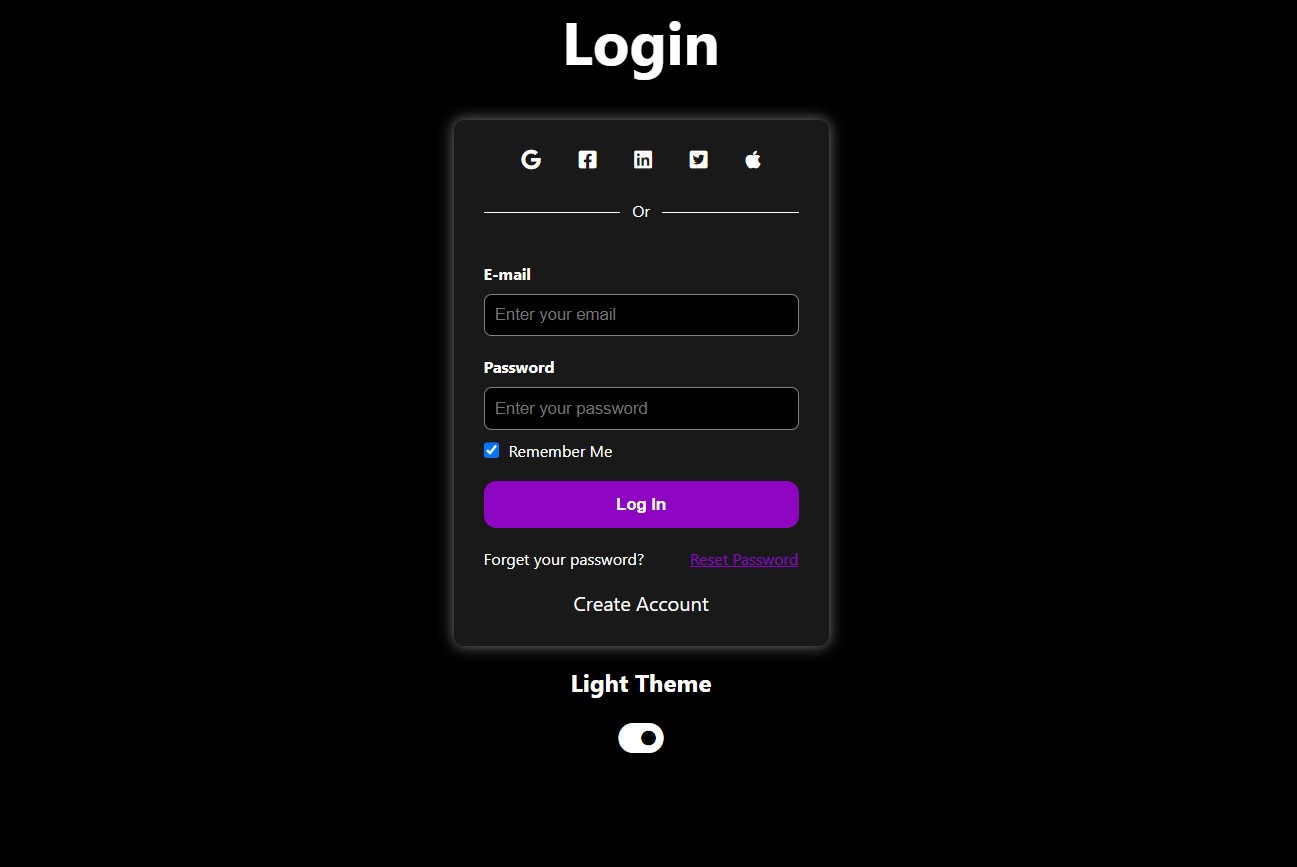 Login
Or
E-mail
Enter your email
Password
Enter your password
Remember Me
Log In
Forget your password? Reset Password
Create Account
Light Theme